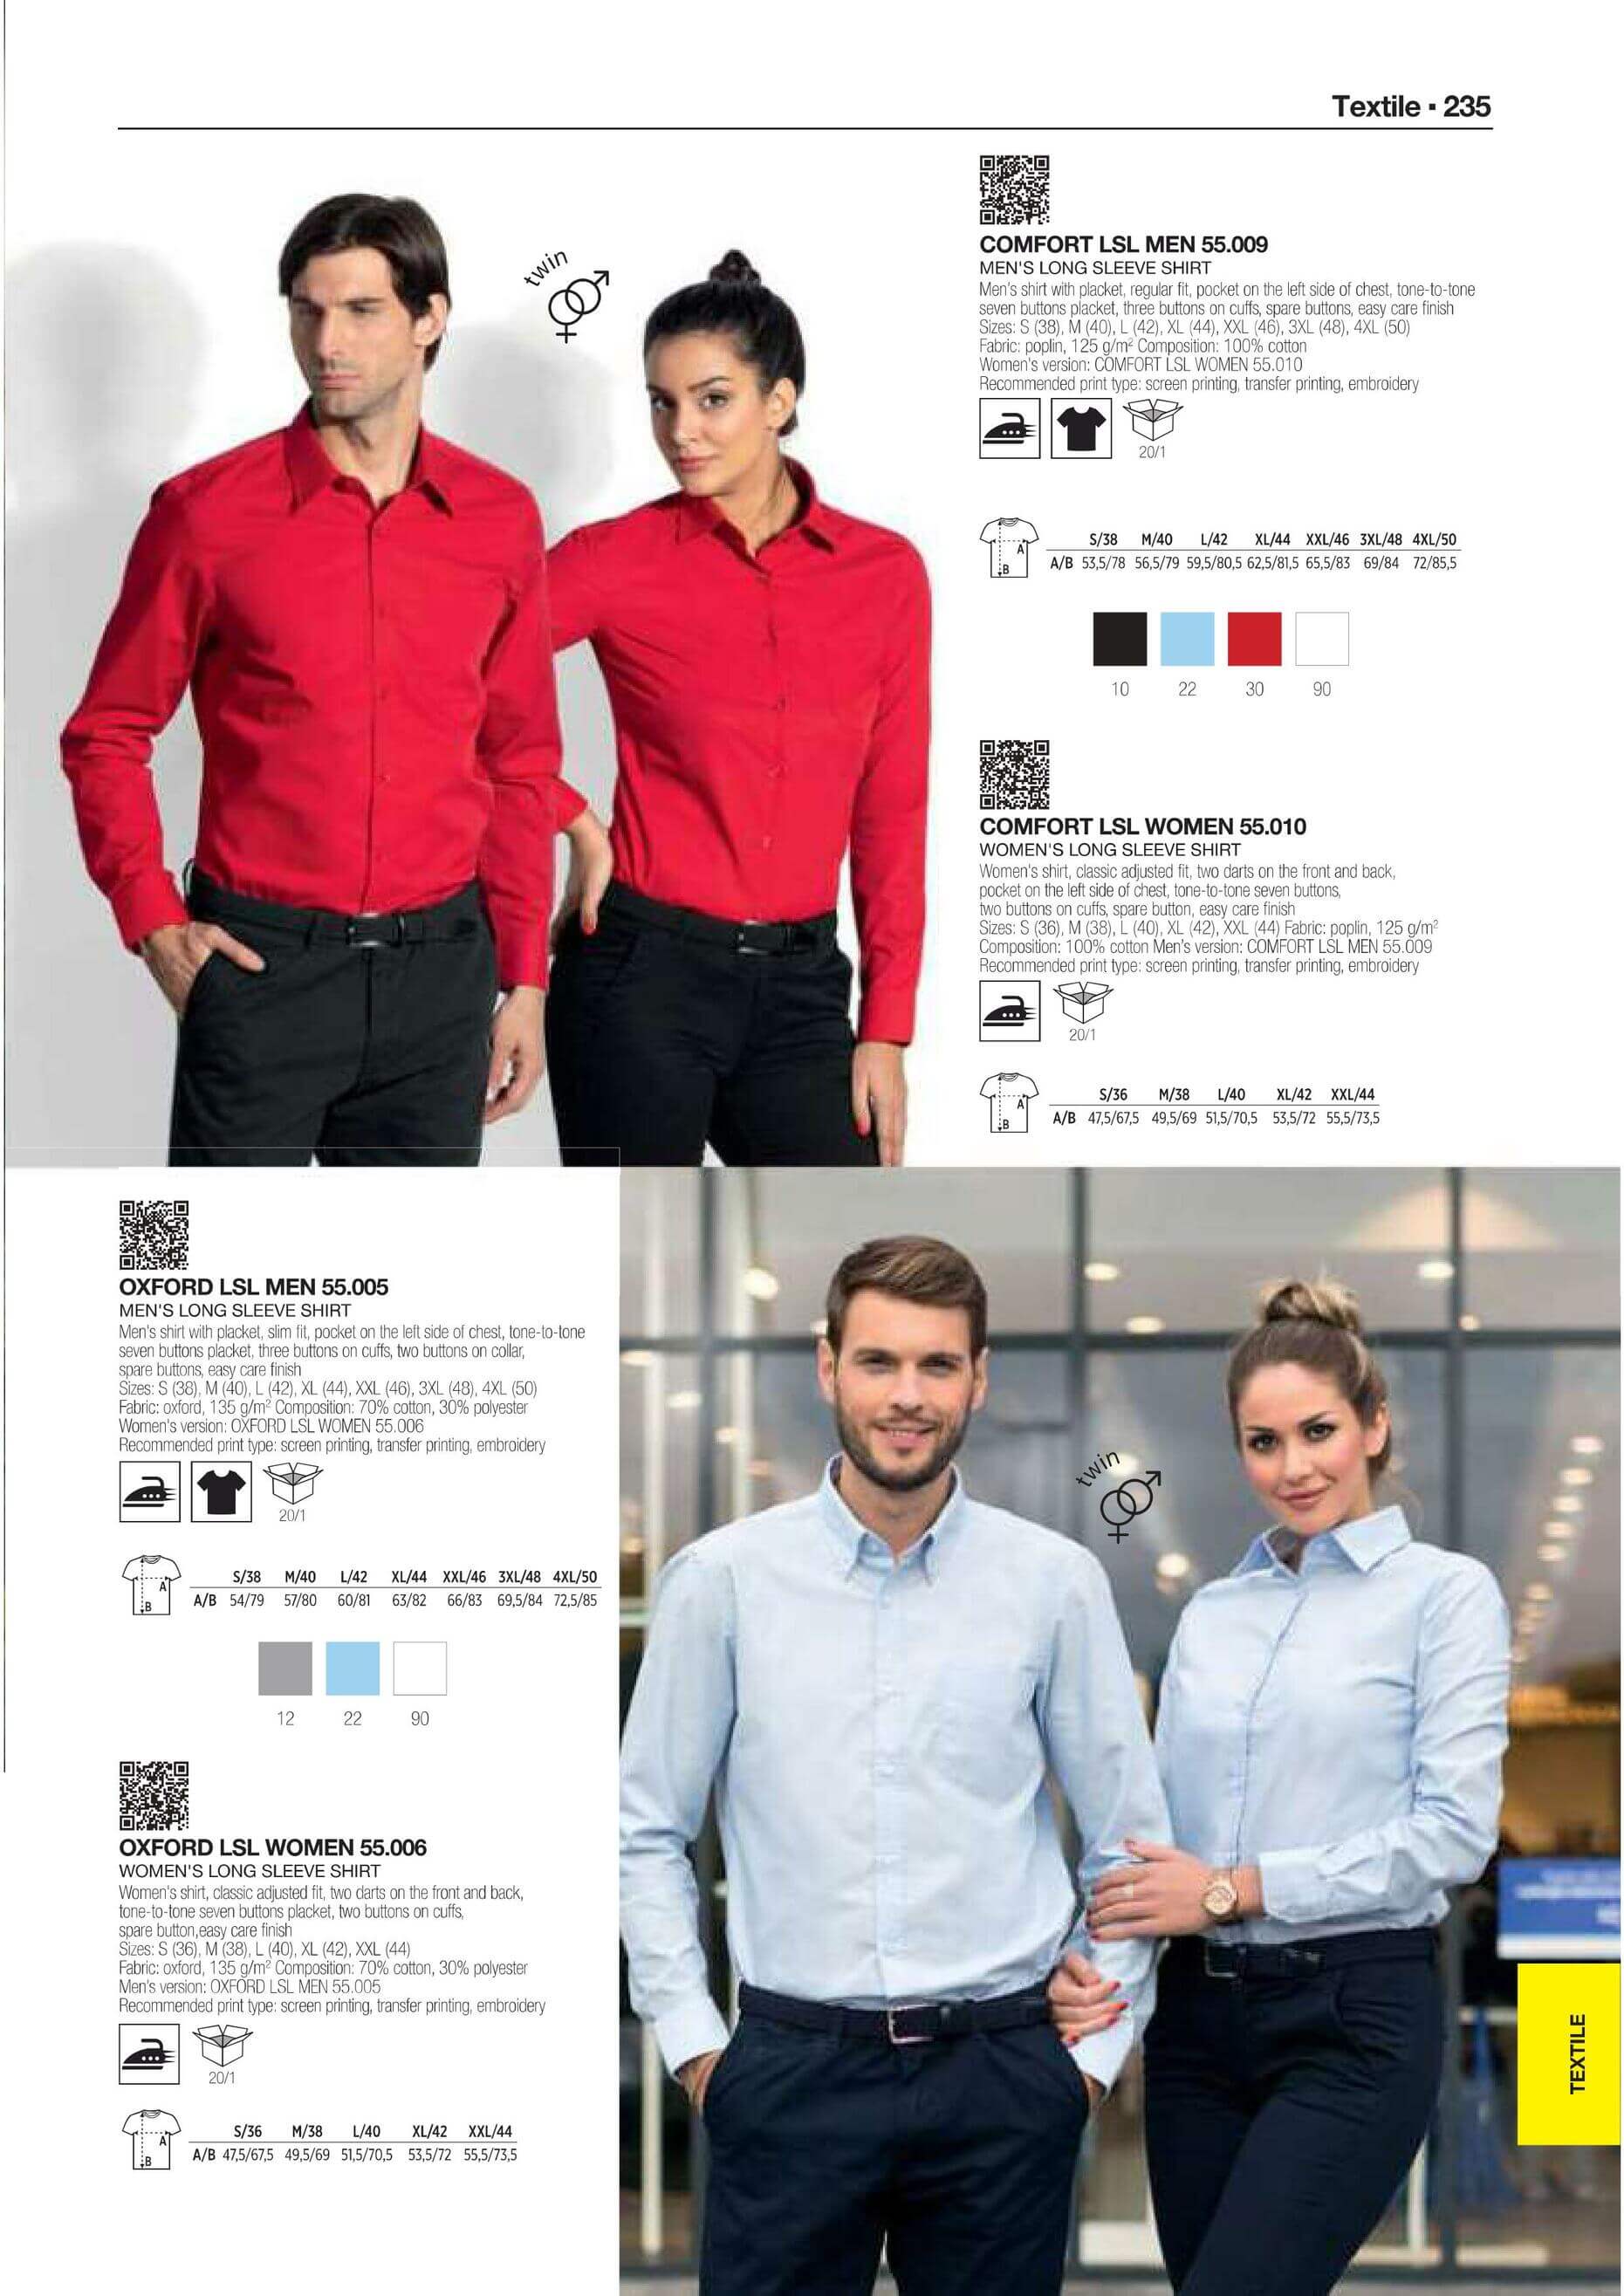 Textile ▪ 235
twin
COMFORT LSL MEN 55.009
MEN'S LONG SLEEVE SHIRT
Men's shirt with placket, regular fit, pocket on the left side of chest, tone-to-tone
seven buttons placket, three buttons on cuffs, spare buttons, easy care finish
Sizes: S (38), M (40), L (42), XL (44), XXL (46), 3XL (48), 4XL (50)
Fabric: poplin, 125 g/m² Composition: 100% cotton
Women's version: COMFORT LSL WOMEN 55.010
Recommended print type: screen printing, transfer printing, embroidery
20/1
A
B
S/38 M/40 L/42 XL/44 XXL/46 3XL/48 4XL/50
A/B 53,5/78 56,5/79 59,5/80,5 62,5/81,5 65,5/83 69/84 72/85,5
10 22 30 90
COMFORT LSL WOMEN 55.010
WOMEN'S LONG SLEEVE SHIRT
Women's shirt, classic adjusted fit, two darts on the front and back,
pocket on the left side of chest, tone-to-tone seven buttons,
two buttons on cuffs, spare button, easy care finish
Sizes: S (36), M (38), L (40), XL (42), XXL (44) Fabric: poplin, 125 g/m²
Composition: 100% cotton Men's version: COMFORT LSL MEN 55.009
Recommended print type: screen printing, transfer printing, embroidery
20/1
A
B
S/36 M/38 L/40 XL/42 XXL/44
A/B 47,5/67,5 49,5/69 51,5/70,5 53,5/72 55,5/73,5
OXFORD LSL MEN 55.005
MEN'S LONG SLEEVE SHIRT
Men's shirt with placket, slim fit, pocket on the left side of chest, tone-to-tone
seven buttons placket, three buttons on cuffs, two buttons on collar,
spare buttons, easy care finish
Sizes: S (38), M (40), L (42), XL (44), XXL (46), 3XL (48), 4XL (50)
Fabric: oxford, 135 g/m² Composition: 70% cotton, 30% polyester
Women's version: OXFORD LSL WOMEN 55.006
Recommended print type: screen printing, transfer printing, embroidery
20/1
A
B
S/38 M/40 L/42 XL/44 XXL/46 3XL/48 4XL/50
A/B 54/79 57/80 60/81 63/82 66/83 69,5/84 72,5/85
12 22 90
twin
OXFORD LSL WOMEN 55.006
WOMEN'S LONG SLEEVE SHIRT
Women's shirt, classic adjusted fit, two darts on the front and back,
tone-to-tone seven buttons placket, two buttons on cuffs,
spare button,easy care finish
Sizes: S (36), M (38), L (40), XL (42), XXL (44)
Fabric: oxford, 135 g/m² Composition: 70% cotton, 30% polyester
Men's version: OXFORD LSL MEN 55.005
Recommended print type: screen printing, transfer printing, embroidery
20/1
A
B
S/36 M/38 L/40 XL/42 XXL/44
A/B 47,5/67,5 49,5/69 51,5/70,5 53,5/72 55,5/73,5
TEXTILE